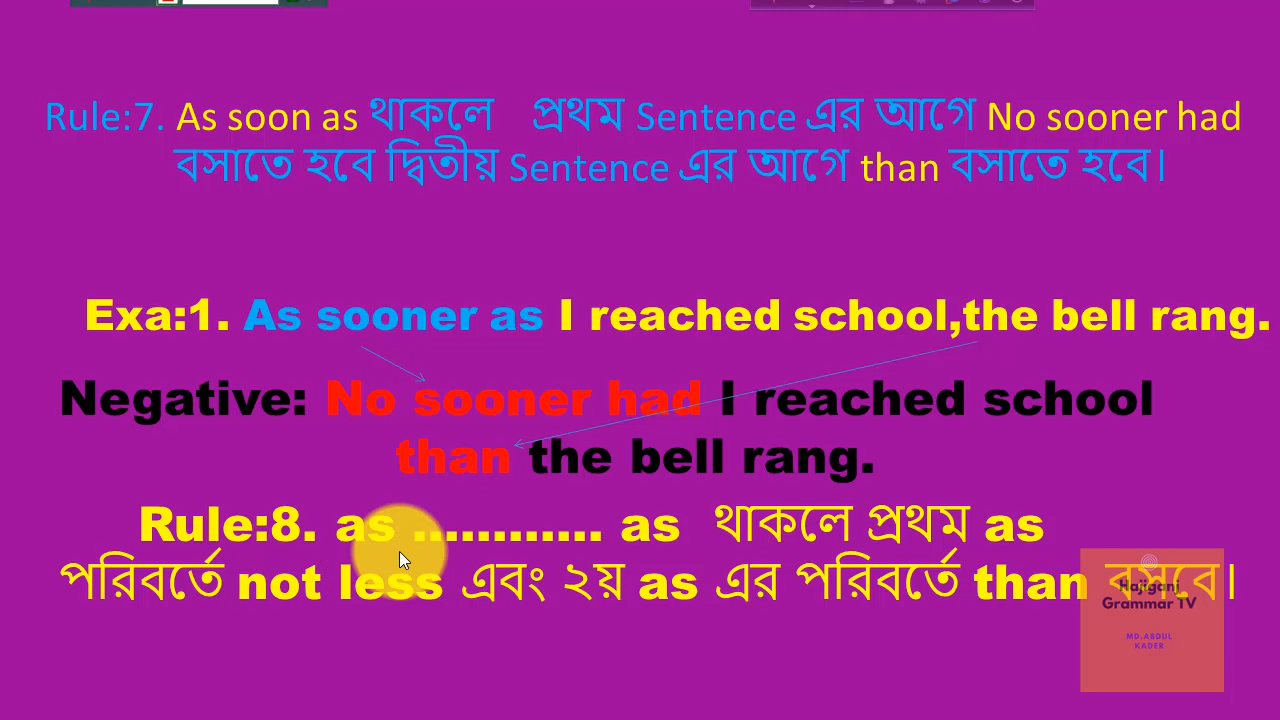 Rule:7. As soon as থাকলে প্রথম Sentence এর আগে No sooner had
বসাতে হবে দ্বিতীয় Sentence এর আগে than বসাতে হবে।
Exa:1. As sooner as I reached school,the bell rang.
Negative: No sooner had I reached school
than the bell rang.
Rule:8. as ............ as থাকলে প্রথম as
পরিবর্তে not less এবং ২য় as এর পরিবর্তে than বসবে।
Hajiganj
Grammar TV
MD.ABDUL
KADER